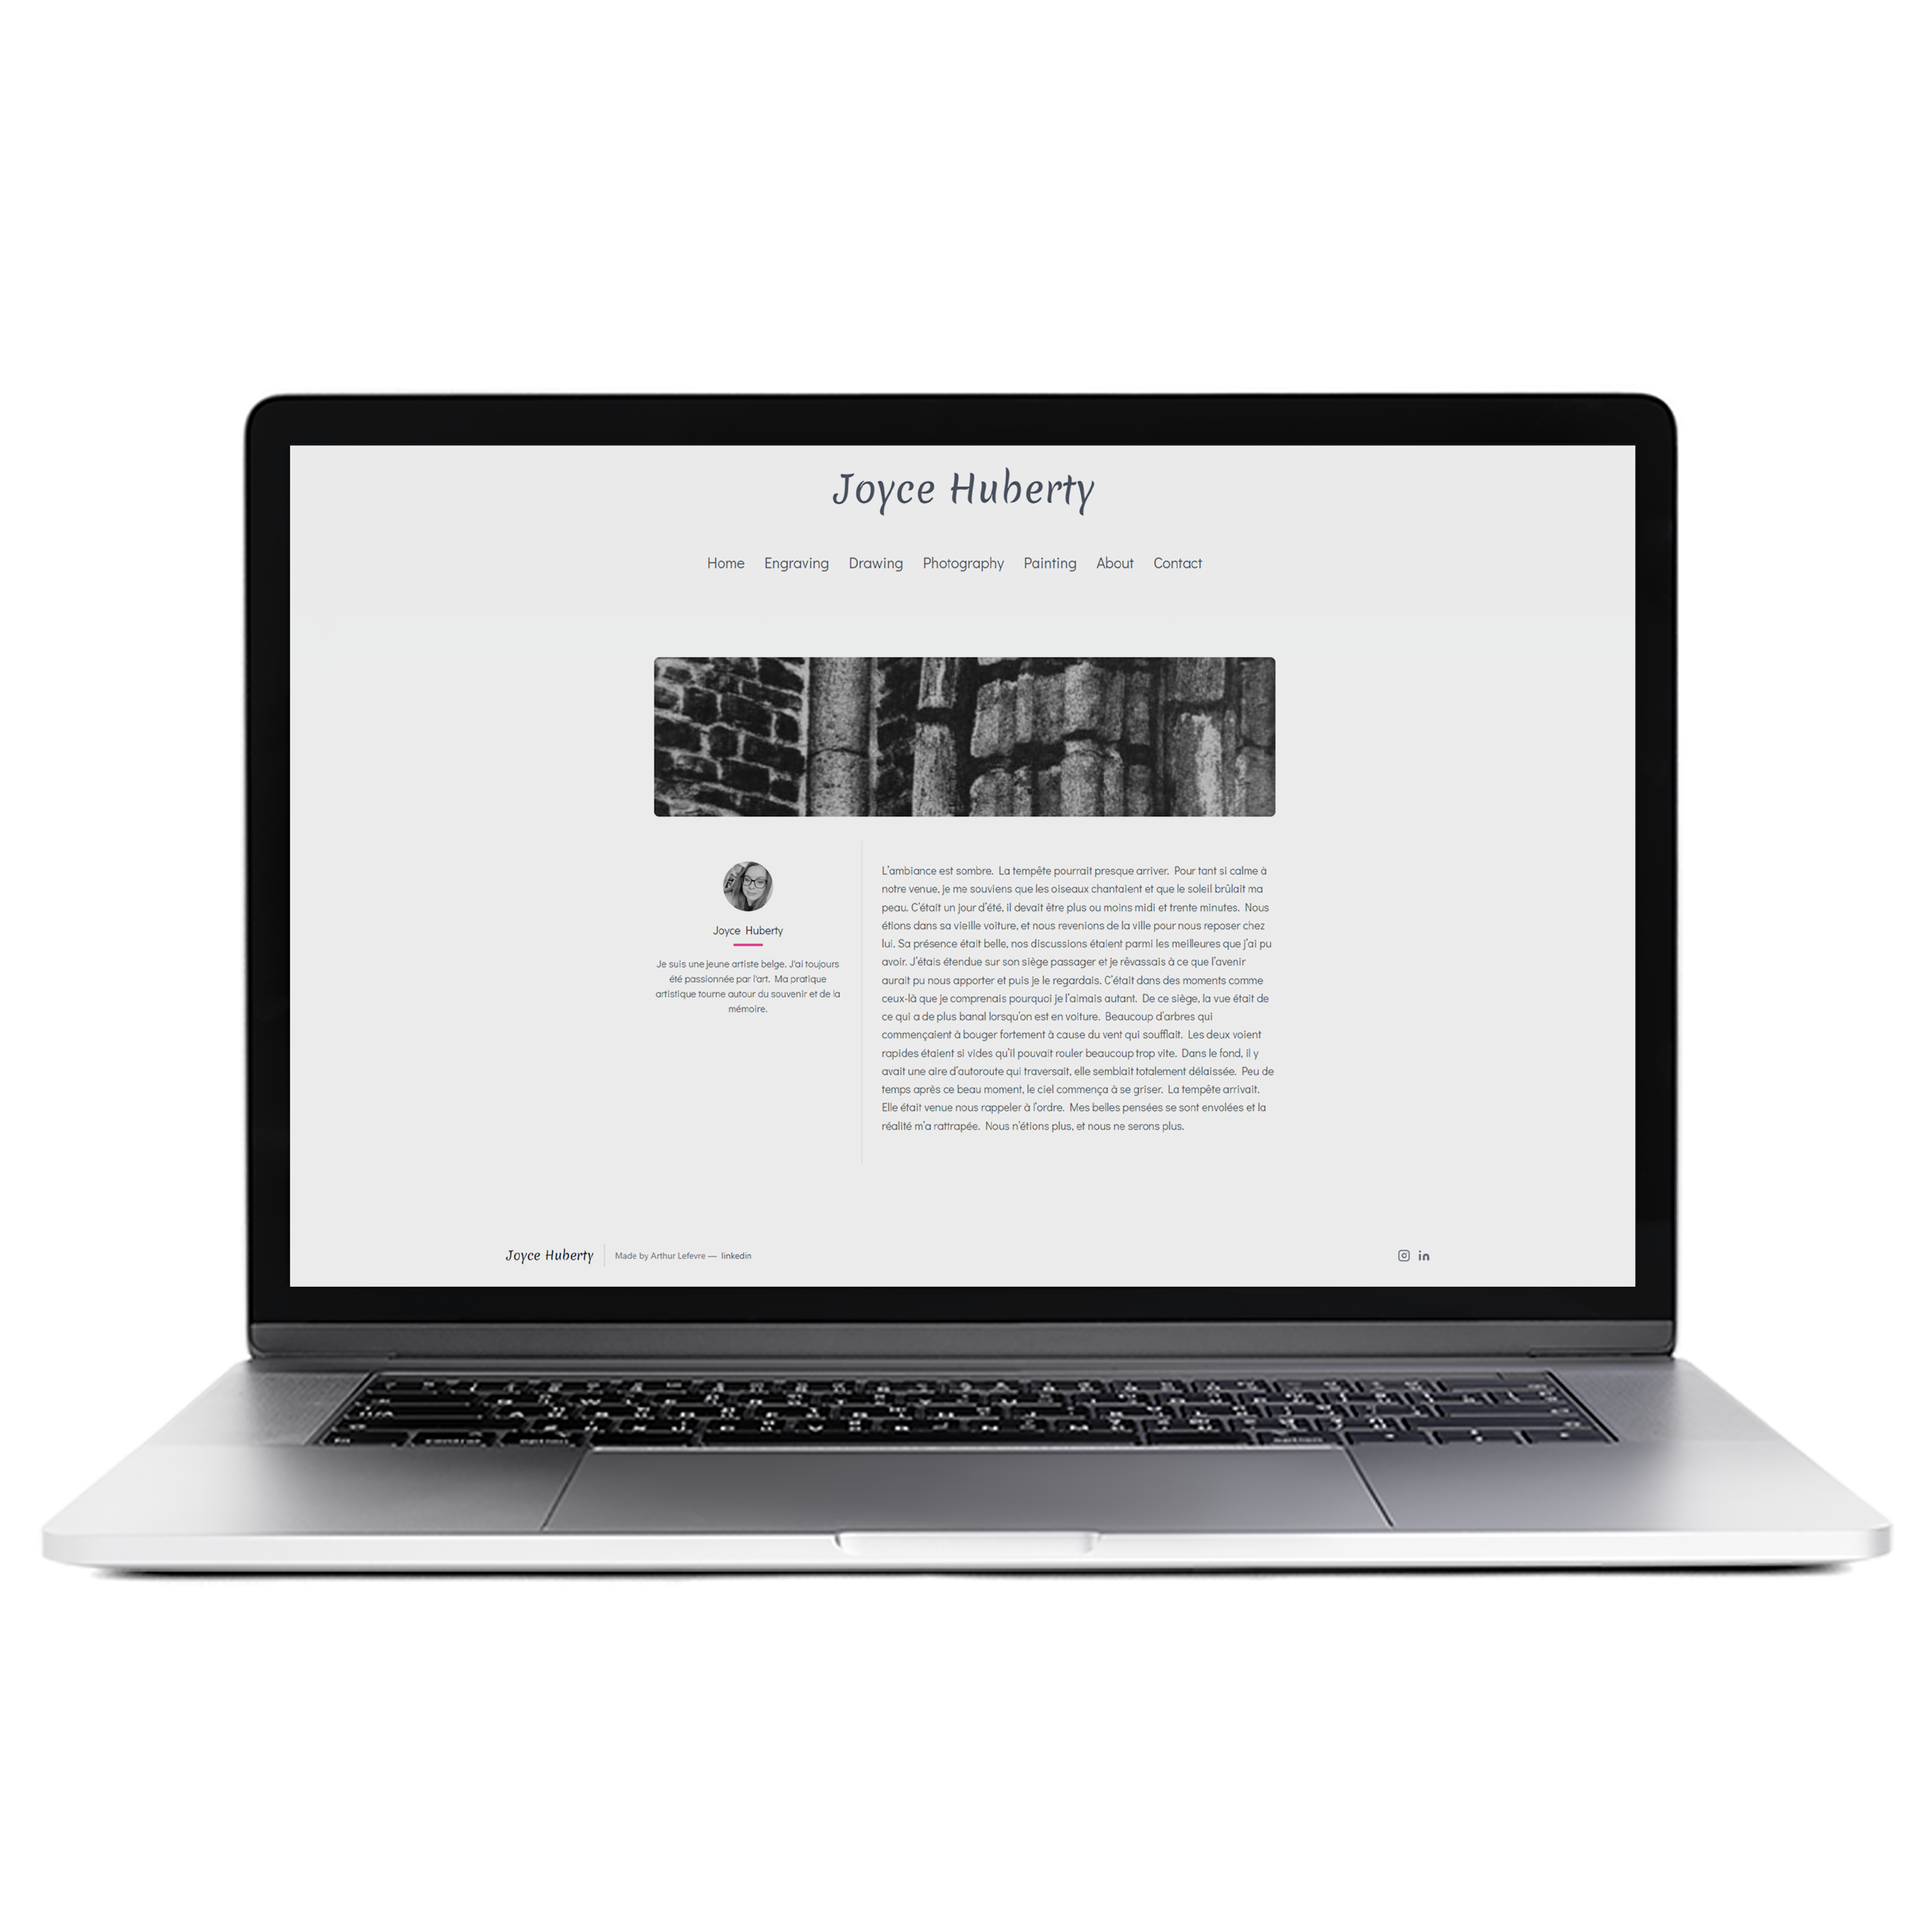 Joyce Huberty
Home Engraving Drawing Photography Painting About Contact
Joyce Huberty
Je suis une jeune artiste belge. J'ai toujours
été passionnée par l'art. Ma pratique
artistique tourne autour du souvenir et de la
mémoire.
L'ambiance est sombre. La tempête pourrait presque arriver. Pour tant si calme à
notre venue, je me souviens que les oiseaux chantaient et que le soleil brûlait ma
peau. C'était un jour d'été, il devait être plus ou moins midi et trente minutes. Nous
étions dans sa vieille voiture, et nous revenions de la ville pour nous reposer chez
lui. Sa présence était belle, nos discussions étaient parmi les meilleures que j'ai pu
avoir. J'étais étendue sur son siège passager et je rêvassais à ce que l'avenir
aurait pu nous apporter et puis je le regardais. C'était dans des moments comme
ceux-là que je comprenais pourquoi je l'aimais autant. De ce siège, la vue était de
ce qui a de plus banal lorsqu'on est en voiture. Beaucoup d'arbres qui
commençaient à bouger fortement à cause du vent qui soufflait. Les deux voient
rapides étaient si vides qu'il pouvait rouler beaucoup trop vite. Dans le fond, il y
avait une aire d'autoroute qui traversait, elle semblait totalement délaissée. Peu de
temps après ce beau moment, le ciel commença à se griser. La tempête arrivait.
Elle était venue nous rappeler à l'ordre. Mes belles pensées se sont envolées et la
réalité m'a rattrapée. Nous n'étions plus, et nous ne serons plus.
Joyce Huberty Made by Arthur Lefevre — linkedin
in